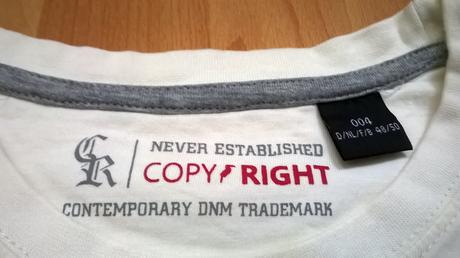 CR
NEVER ESTABLISHED
COPY RIGHT
CONTEMPORARY DNM TRADEMARK
004
D/NL/F/B 48/50